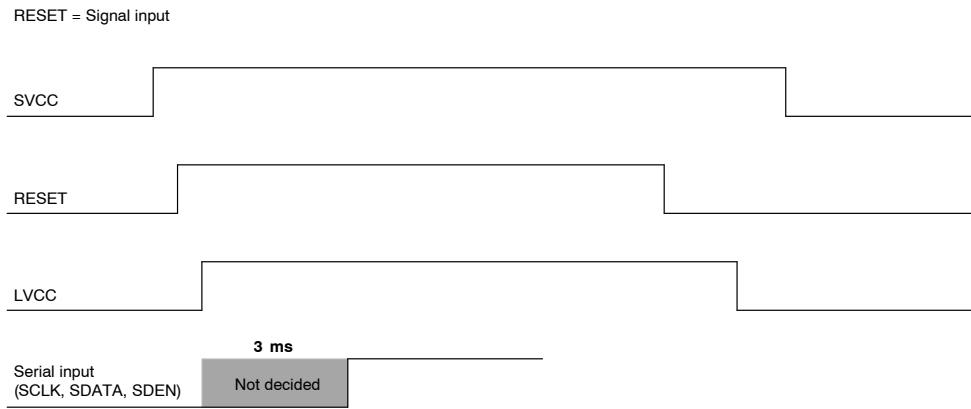 RESET = Signal input
SVCC
RESET
LVCC
3 ms
Serial input
(SCLK, SDATA, SDEN)
Not decided